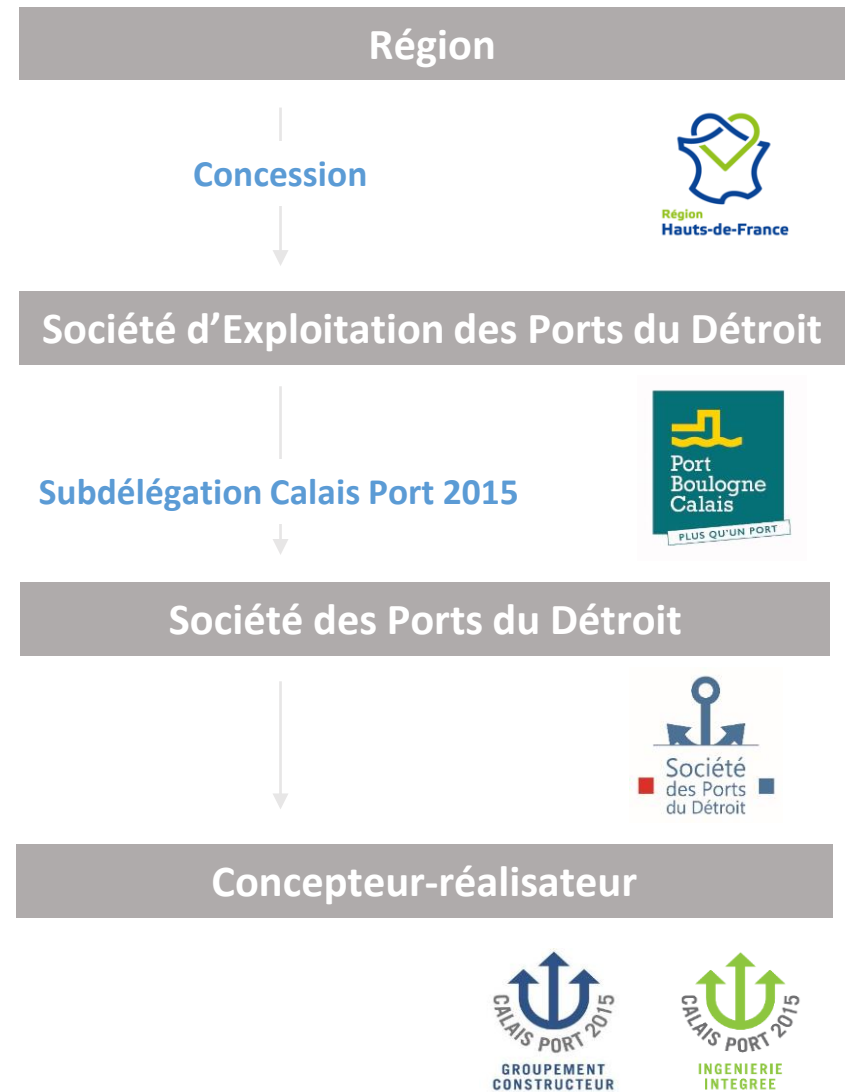 Région
Concession
Région
Hauts-de-France
Société d’Exploitation des Ports du Détroit
Port
Boulogne
Calais
PLUS QU'UN PORT
Subdélégation Calais Port 2015
Société des Ports du Détroit
Société
des Ports
du Détroit
Concepteur-réalisateur
CALAIS PORT 2015
GROUPEMENT
CONSTRUCTEUR
CALAIS PORT 2015
INGENIERIE
INTEGREE